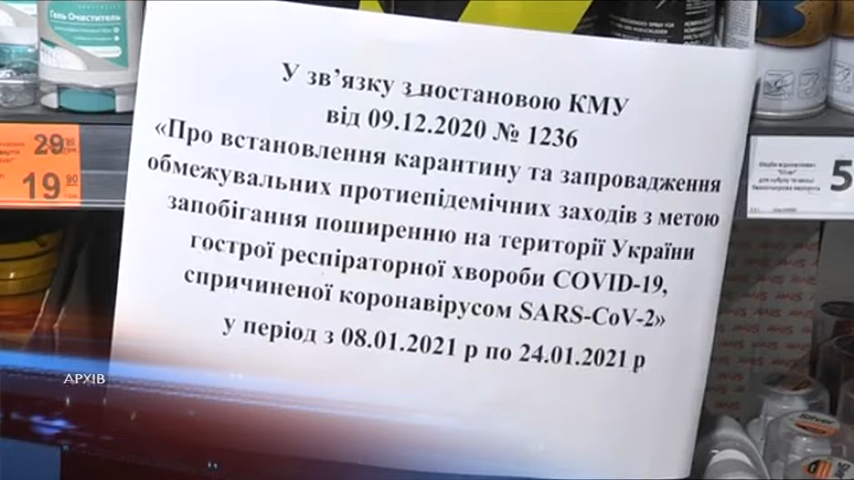 Гель Очиститель
29
19 90
У зв’язку з постановою КМУ
від 09.12.2020 № 1236
«Про встановлення карантину та запровадження
обмежувальних протиепідемічних заходів з метою
запобігання поширенню на території України
гострої респіраторної хвороби COVID-19,
спричиненої коронавірусом SARS-CoV-2»
у період з 08.01.2021 р по 24.01.2021 р
5
АРХІВ
Silver